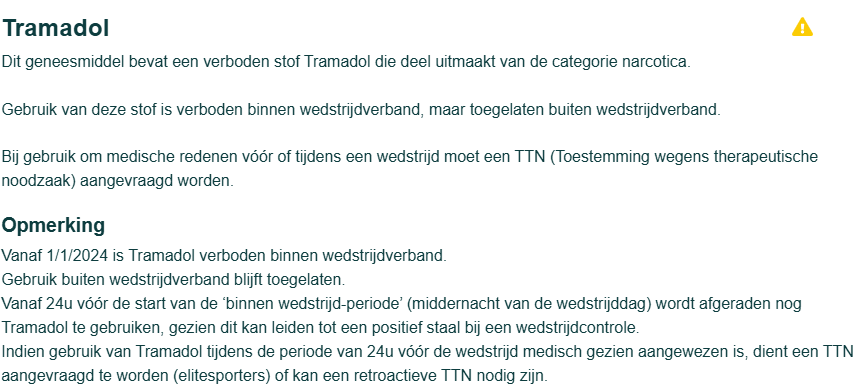 Tramadol
Dit geneesmiddel bevat een verboden stof Tramadol die deel uitmaakt van de categorie narcotica.
Gebruik van deze stof is verboden binnen wedstrijdverband, maar toegelaten buiten wedstrijdverband.
Bij gebruik om medische redenen vóór of tijdens een wedstrijd moet een TTN (Toestemming wegens therapeutische
noodzaak) aangevraagd worden.
Opmerking
Vanaf 1/1/2024 is Tramadol verboden binnen wedstrijdverband.
Gebruik buiten wedstrijdverband blijft toegelaten.
Vanaf 24u vóór de start van de ‘binnen wedstrijd-periode’ (middernacht van de wedstrijddag) wordt afgeraden nog
Tramadol te gebruiken, gezien dit kan leiden tot een positief staal bij een wedstrijdcontrole.
Indien gebruik van Tramadol tijdens de periode van 24u vóór de wedstrijd medisch gezien aangewezen is, dient een TTN
aangevraagd te worden (elitesporters) of kan een retroactieve TTN nodig zijn.